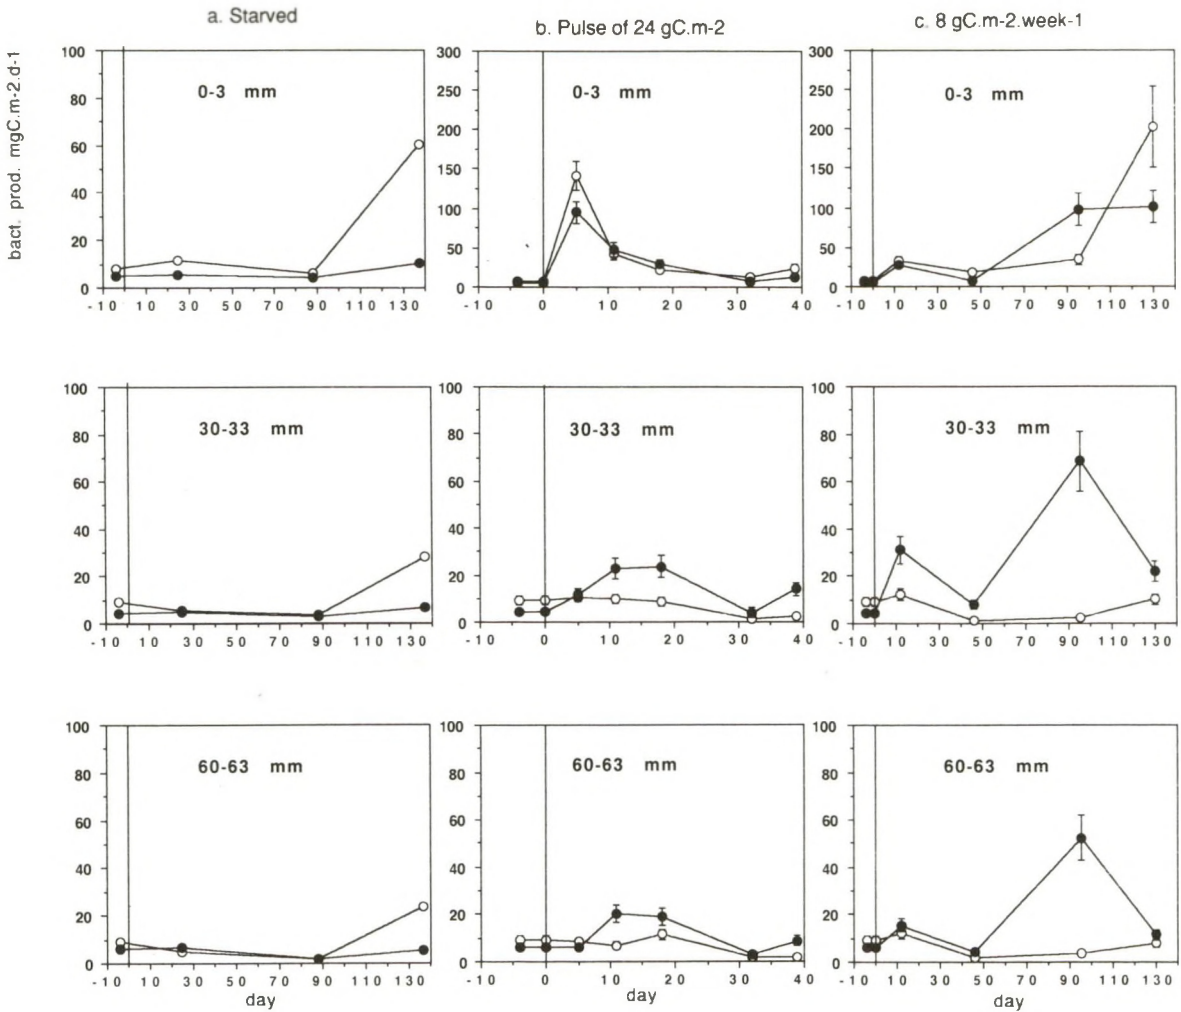 a. Starved
b. Pulse of 24 gC.m-2
c. 8 gC.m-2.week-1
bact. prod. mgC.m-2.d-1
100
80
60
40
20
0
0-3 mm
-10 10 30 50 70 90 110 130
300
250
200
150
100
50
0
0-3 mm
-10 0 10 20 30 40
300
250
200
150
100
50
0
0-3 mm
-10 10 30 50 70 90 110 130
100
80
60
40
20
0
30-33 mm
-10 10 30 50 70 90 110 130
100
80
60
40
20
0
30-33 mm
-10 0 10 20 30 40
100
80
60
40
20
0
30-33 mm
-10 10 30 50 70 90 110 130
100
80
60
40
20
0
60-63 mm
-10 10 30 50 70 90 110 130
day
100
80
60
40
20
0
60-63 mm
-10 0 10 20 30 40
day
100
80
60
40
20
0
60-63 mm
-10 10 30 50 70 90 110 130
day